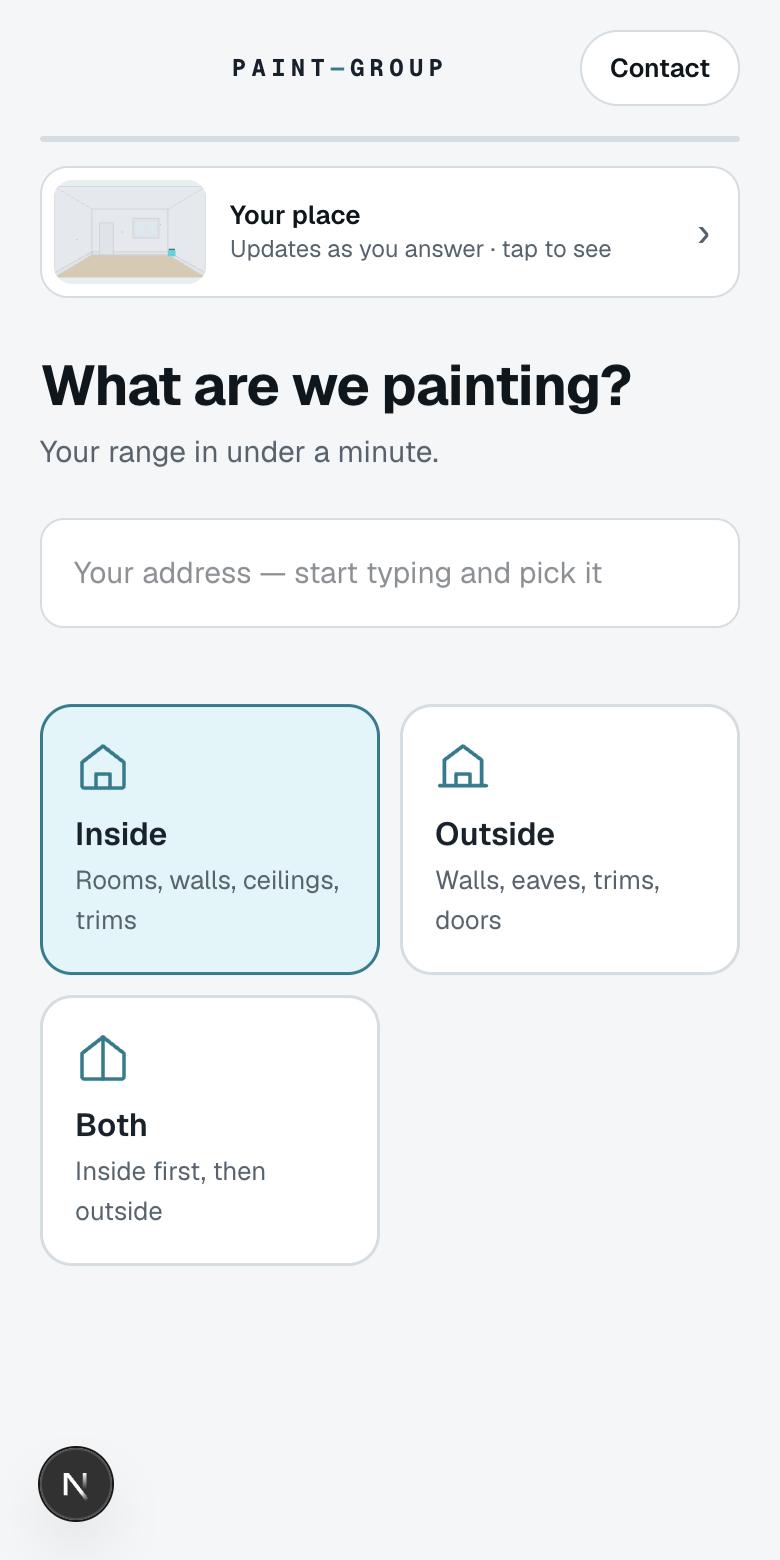 PAINT–GROUP
Contact
Your place
Updates as you answer · tap to see
›
What are we painting?
Your range in under a minute.
Your address — start typing and pick it
Inside
Rooms, walls, ceilings,
trims
Outside
Walls, eaves, trims,
doors
Both
Inside first, then
outside
N